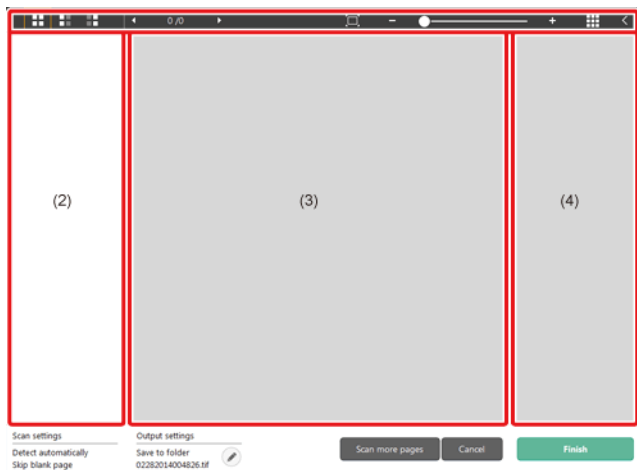 0 /0
(2)
(3)
(4)
Scan settings
Detect automatically
Skip blank page
Output settings
Save to folder
02282014004826.tif
Scan more pages
Cancel
Finish